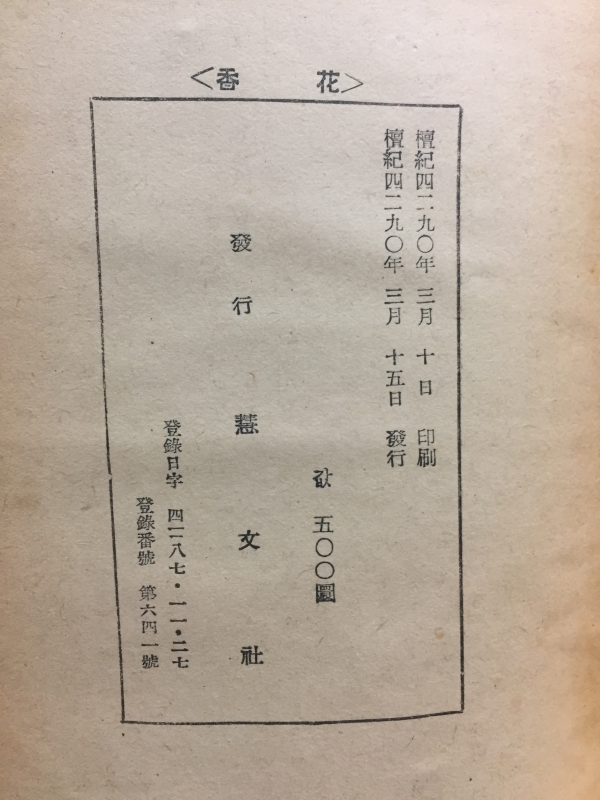 <香 花>
檀紀四二九〇年 三月 十 日 印刷
檀紀四二九〇年 三月 十五日 發行
값 五〇〇圜
發行 慧文社
登錄日字 四二八七·一一·二七
登錄番號 第六四一號